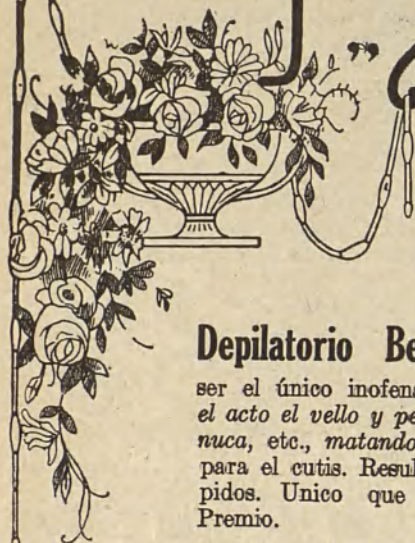 Depilatorio Be
ser el único inofens
el acto el vello y pe
nuca, etc., matando
para el cutis. Resul
pidos. Unico que
Premio.